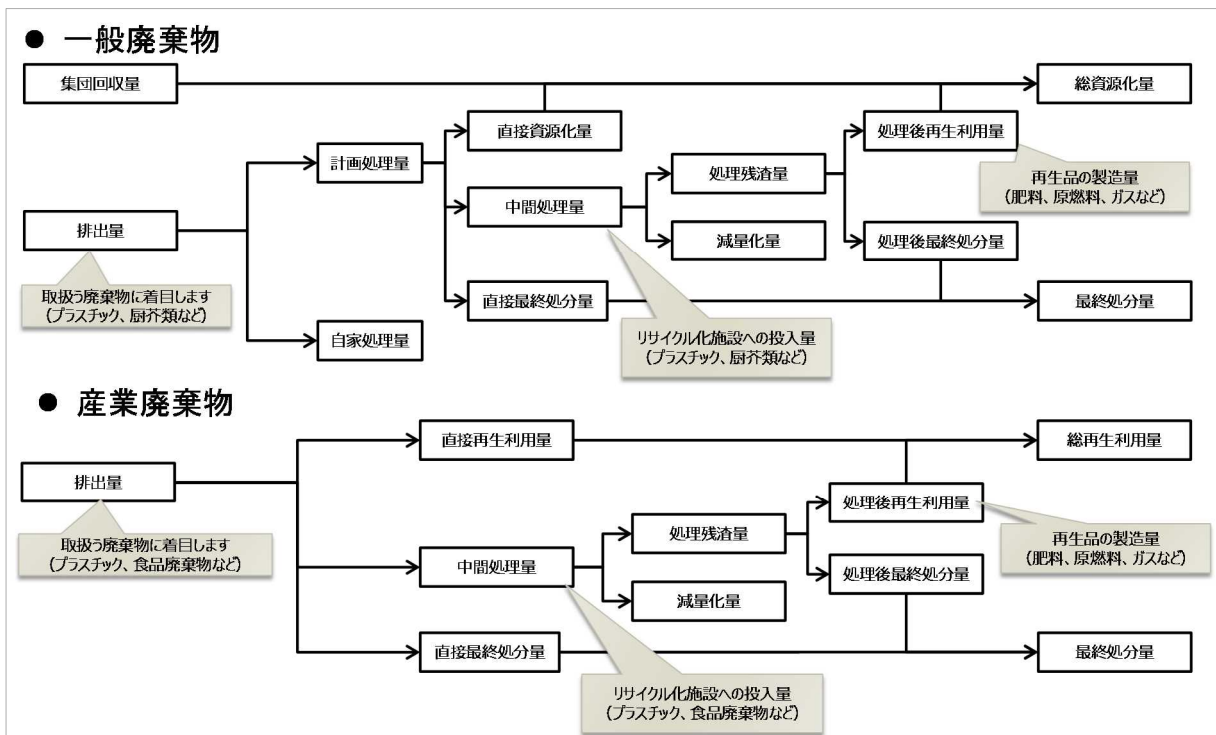 ● 一般廃棄物
集団回収量
総資源化量
直接資源化量
処理後再生利用量
計画処理量
処理残渣量
再生品の製造量
(肥料、原燃料、ガスなど)
中間処理量
排出量
減量化量
処理後最終処分量
取扱う廃棄物に着目します
(プラスチック、厨芥類など)
直接最終処分量
最終処分量
自家処理量
リサイクル化施設への投入量
(プラスチック、厨芥類など)
● 産業廃棄物
直接再生利用量
総再生利用量
排出量
処理後再生利用量
取扱う廃棄物に着目します
(プラスチック、食品廃棄物など)
処理残渣量
再生品の製造量
(肥料、原燃料、ガスなど)
中間処理量
処理後最終処分量
減量化量
直接最終処分量
最終処分量
リサイクル化施設への投入量
(プラスチック、食品廃棄物など)